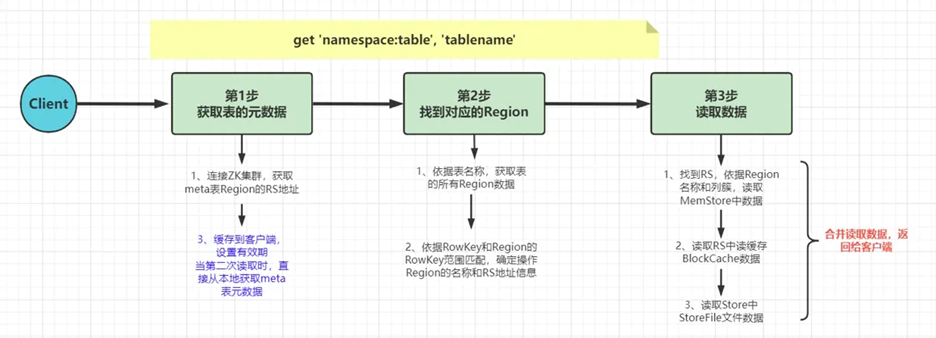 get 'namespace:table', 'tablename'
Client
第1步
获取表的元数据
第2步
找到对应的Region
第3步
读取数据
1、连接ZK集群，获取
meta表Region的RS地址
3、缓存到客户端，
设置有效期
当第二次读取时，直
接从本地获取meta
表元数据
1、依据表名称，获取表
的所有Region数据
2、依据RowKey和Region的
RowKey范围匹配，确定操作
Region的名称和RS地址信息
1、找到RS，依据Region
名称和列簇，读取
MemStore中数据
2、读取RS中读缓存
BlockCache数据
3、读取Store中
StoreFile文件数据
合并读取数据，返
回给客户端